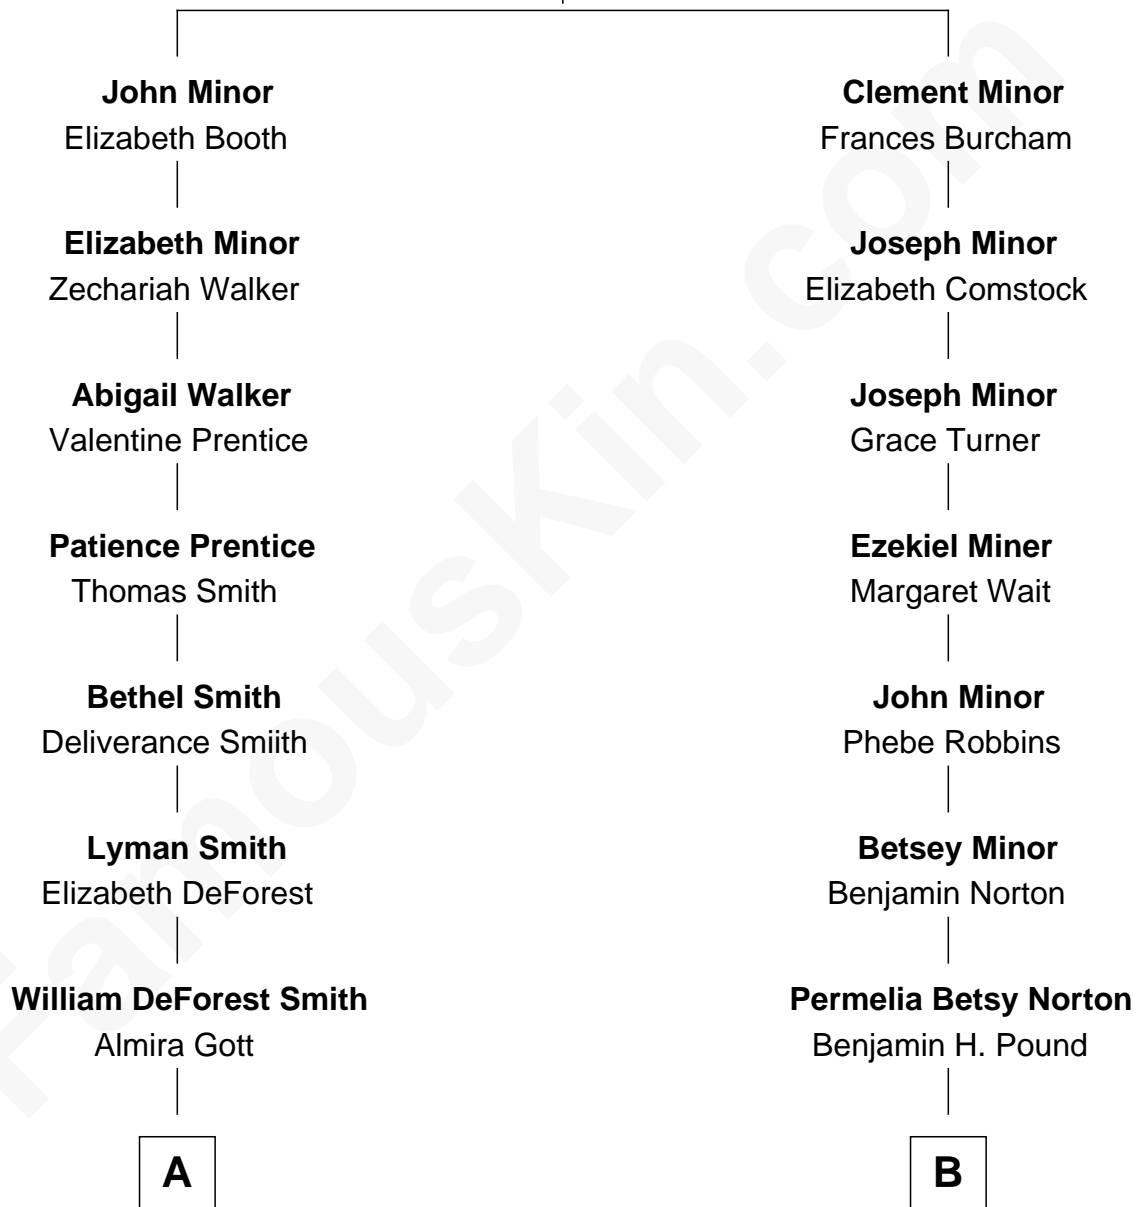 John Minor
Elizabeth Booth
Elizabeth Minor
Zechariah Walker
Abigail Walker
Valentine Prentice
Patience Prentice
Thomas Smith
Bethel Smith
Deliverance Smiith
Lyman Smith
Elizabeth DeForest
William DeForest Smith
Almira Gott
A
Clement Minor
Frances Burcham
Joseph Minor
Elizabeth Comstock
Joseph Minor
Grace Turner
Ezekiel Miner
Margaret Wait
John Minor
Phebe Robbins
Betsey Minor
Benjamin Norton
Permelia Betsy Norton
Benjamin H. Pound
B
FamousKin.com